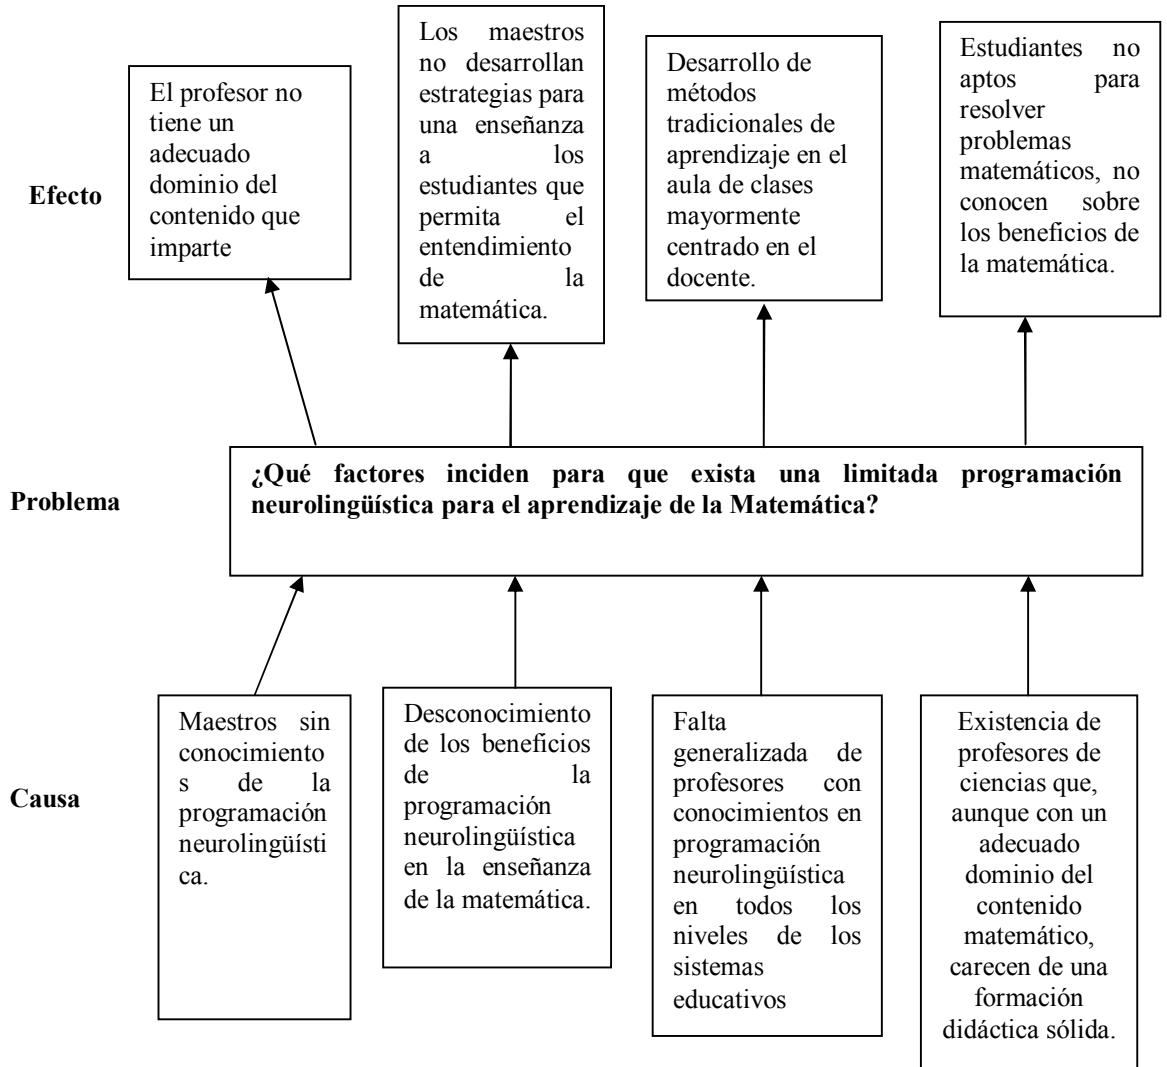 El profesor no
tiene un
adecuado
dominio del
contenido que
imparte
Los maestros
no desarrollan
estrategias para
una enseñanza
a los
estudiantes que
permita el
entendimiento
de la
matemática.
Desarrollo de
métodos
tradicionales de
aprendizaje en el
aula de clases
mayormente
centrado en el
docente.
Estudiantes no
aptos para
resolver
problemas
matemáticos, no
conocen sobre
los beneficios de
la matemática.
Efecto
Problema
¿Qué factores inciden para que exista una limitada programación
neurolingüística para el aprendizaje de la Matemática?
Causa
Maestros sin
conocimiento
s de la
programación
neurolingüísti
ca.
Desconocimiento
de los beneficios
de la
programación
neurolingüística
en la enseñanza
de la matemática.
Falta
generalizada de
profesores con
conocimientos en
programación
neurolingüística
en todos los
niveles de los
sistemas
educativos
Existencia de
profesores de
ciencias que,
aunque con un
adecuado
dominio del
contenido
matemático,
carecen de una
formación
didáctica sólida.